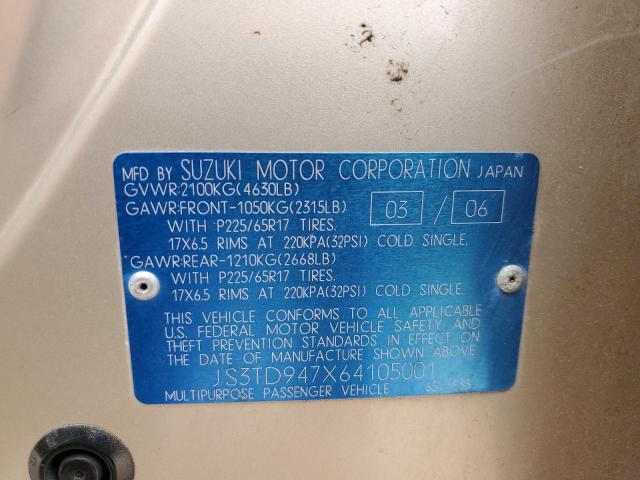 MFD BY SUZUKI MOTOR CORPORATION JAPAN
GVWR:2100KG(4630LB)
GAWR:FRONT-1050KG(2315LB) 03 / 06
WITH P225/65R17 TIRES.
17X6.5 RIMS AT 220KPA(32PSI) COLD SINGLE.
GAWR:REAR-1210KG(2668LB)
WITH P225/65R17 TIRES.
17X6.5 RIMS AT 220KPA(32PSI) COLD SINGLE.
THIS VEHICLE CONFORMS TO ALL APPLICABLE
U.S. FEDERAL MOTOR VEHICLE SAFETY AND
THEFT PREVENTION STANDARDS IN EFFECT ON
THE DATE OF MANUFACTURE SHOWN ABOVE.
JS3TD947X64105001
MULTIPURPOSE PASSENGER VEHICLE